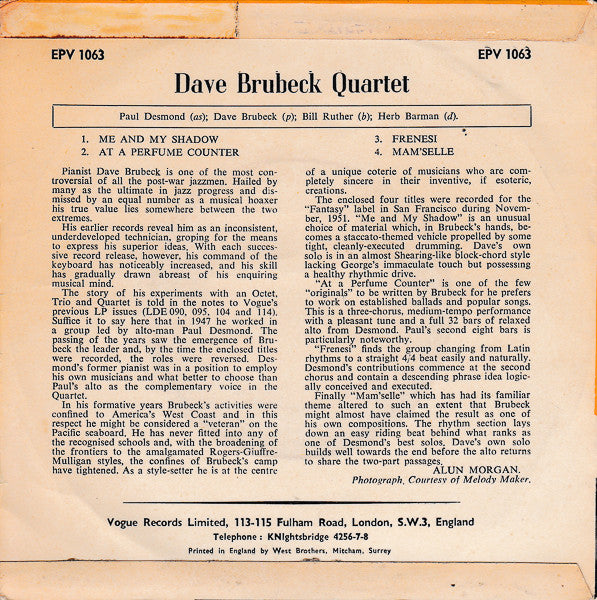 EPV 1063
EPV 1063
Dave Brubeck Quartet
Paul Desmond (as); Dave Brubeck (p); Bill Ruther (b); Herb Barman (d).
1. ME AND MY SHADOW
2. AT A PERFUME COUNTER
3. FRENESI
4. MAM'SELLE
Pianist Dave Brubeck is one of the most con-
troversial of all the post-war jazzmen. Hailed by
many as the ultimate in jazz progress and dis-
missed by an equal number as a musical hoaxer
his true value lies somewhere between the two
extremes.
His earlier records reveal him as an inconsistent,
underdeveloped technician, groping for the means
to express his superior ideas. With each succes-
sive record release, however, his command of the
keyboard has noticeably increased, and his skill
has gradually drawn abreast of his enquiring
musical mind.
The story of his experiments with an Octet,
Trio and Quartet is told in the notes to Vogue's
previous LP issues (LDE 090, 095, 104 and 114).
Suffice it to say here that in 1947 he worked in
a group led by alto-man Paul Desmond. The
passing of the years saw the emergence of Bru-
beck the leader and, by the time the enclosed titles
were recorded, the roles were reversed. Des-
mond's former pianist was in a position to employ
his own musicians and what better to choose than
Paul's alto as the complementary voice in the
Quartet.
In his formative years Brubeck's activities were
confined to America's West Coast and in this
respect he might be considered a "veteran" on the
Pacific seaboard. He has never fitted into any of
the recognised schools and, with the broadening of
the frontiers to the amalgamated Rogers-Giuffre-
Mulligan styles, the confines of Brubeck's camp
have tightened. As a style-setter he is at the centre
of a unique coterie of musicians who are com-
pletely sincere in their inventive, if esoteric,
creations.
The enclosed four titles were recorded for the
"Fantasy" label in San Francisco during Novem-
ber, 1951. "Me and My Shadow" is an unusual
choice of material which, in Brubeck's hands, be-
comes a staccato-themed vehicle propelled by some
tight, cleanly-executed drumming. Dave's own
solo is in almost Shearing-like block-chord style
lacking George's immaculate touch but possessing
a healthy rhythmic drive.
"At a Perfume Counter" is one of the few
"originals" to be written by Brubeck for he prefers
to work on established ballads and popular songs.
This is a three-chorus, medium-tempo performance
with a pleasant tune and a full 32 bars of relaxed
alto from Desmond. Paul's second eight bars is
particularly noteworthy.
"Frenesi" finds the group changing from Latin
rhythms to a straight 4/4 beat easily and naturally.
Desmond's contributions commence at the second
chorus and contain a descending phrase idea logic-
ally conceived and executed.
Finally "Mam'selle" which has had its familiar
theme altered to such an extent that Brubeck
might almost have claimed the result as one of
his own compositions. The rhythm section lays
down an easy riding beat behind what ranks as
one of Desmond's best solos. Dave's own solo
builds well towards the end before the alto returns
to share the two-part passages.
ALUN MORGAN.
Photograph, Courtesy of Melody Maker.
Vogue Records Limited, 113-115 Fulham Road, London, S.W.3, England
Telephone : KNIghtsbridge 4256-7-8
Printed in England by West Brothers, Mitcham, Surrey